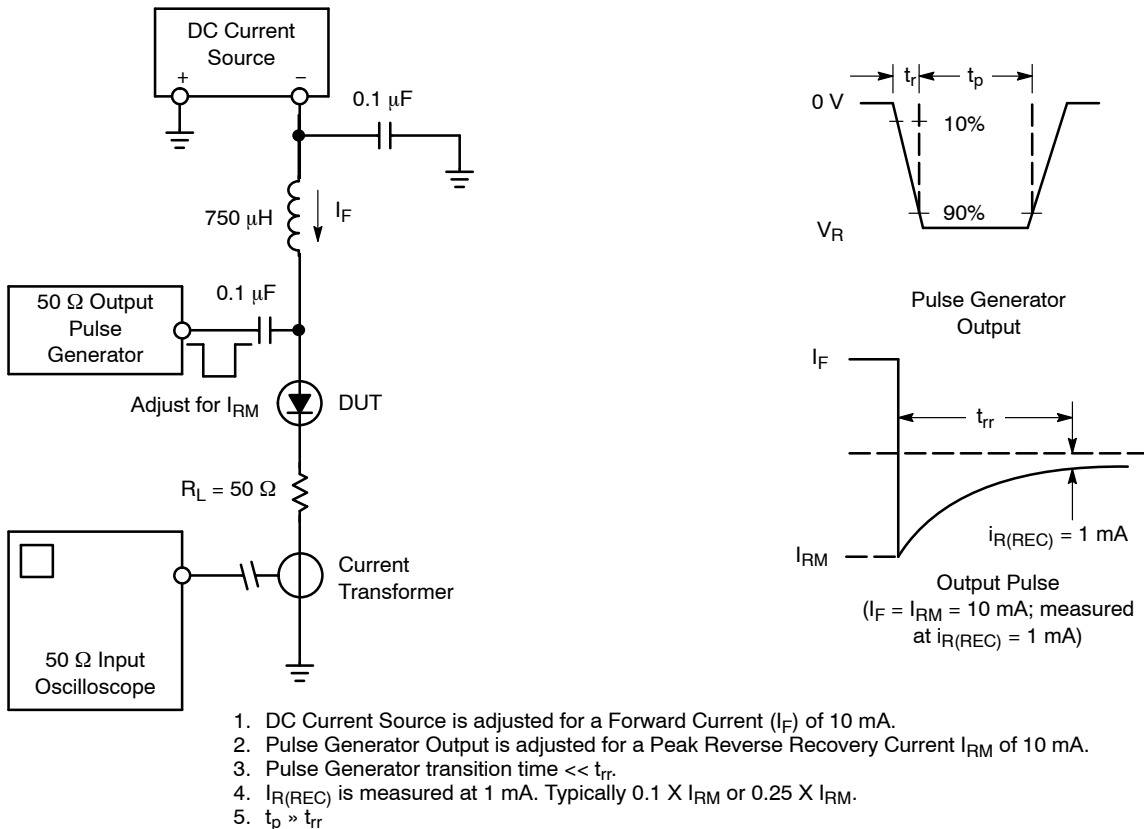 DC Current
Source
+
−
0.1 μF
750 μH
I_F
50 Ω Output
Pulse
Generator
0.1 μF
Adjust for I_RM
DUT
R_L = 50 Ω
50 Ω Input
Oscilloscope
Current
Transformer
t_r
t_p
0 V
10%
90%
V_R
Pulse Generator
Output
I_F
t_rr
i_R(REC) = 1 mA
I_RM
Output Pulse
(I_F = I_RM = 10 mA; measured
at i_R(REC) = 1 mA)
1. DC Current Source is adjusted for a Forward Current (I_F) of 10 mA.
2. Pulse Generator Output is adjusted for a Peak Reverse Recovery Current I_RM of 10 mA.
3. Pulse Generator transition time << t_rr.
4. I_R(REC) is measured at 1 mA. Typically 0.1 X I_RM or 0.25 X I_RM.
5. t_p » t_rr